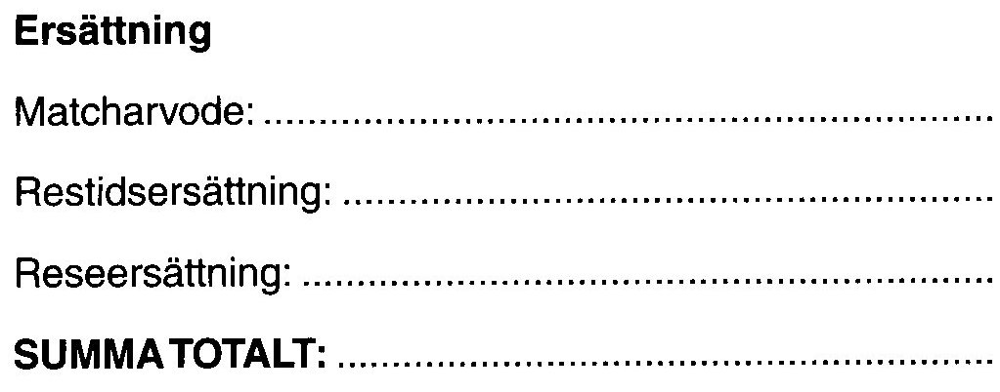 Ersättning
Matcharvode: ..................................................................
Restidsersättning: ...........................................................
Reseersättning: ...............................................................
SUMMA TOTALT: ............................................................